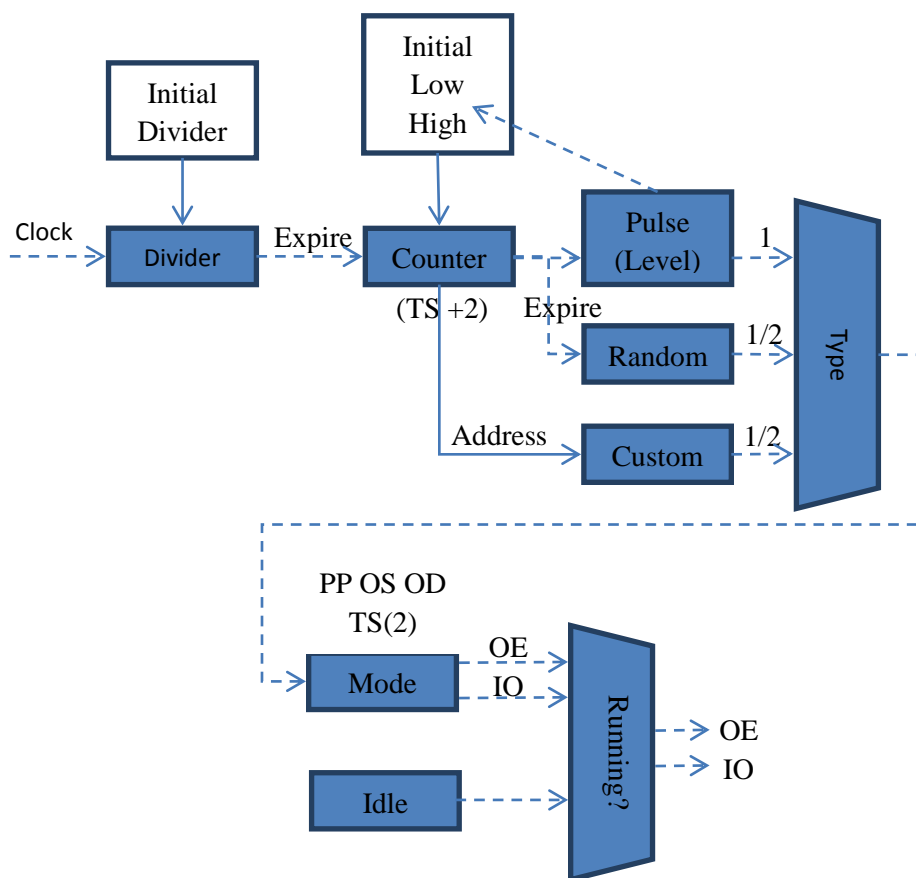 Initial
Divider
Initial
Low
High
Clock
Divider
Expire
Counter
(TS +2)
Pulse
(Level)
1
Expire
Random
1/2
Address
Custom
1/2
Type
PP OS OD
TS(2)
Mode
OE
IO
Idle
Running?
OE
IO